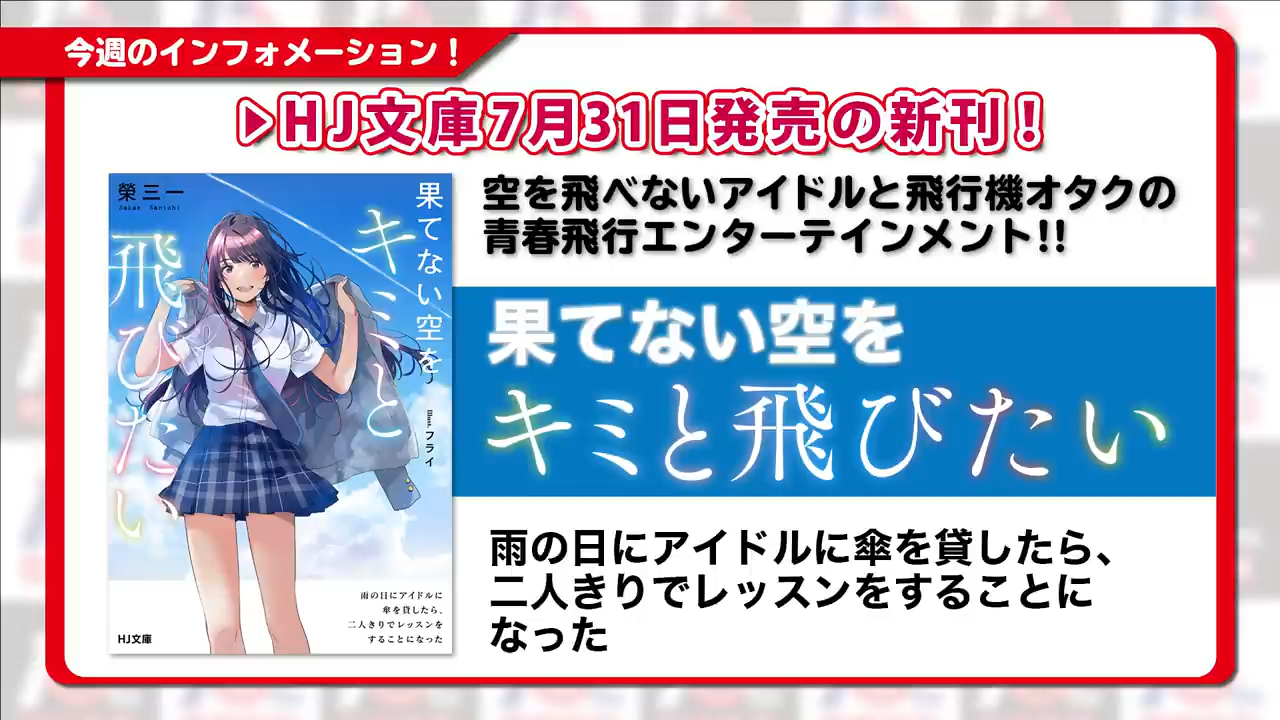 今週のインフォメーション！
▷HJ文庫7月31日発売の新刊！
榮三一
Sakae Sanichi
果てない空を
キミと
飛びたい
Illust. フライ
雨の日にアイドルに
傘を貸したら、
二人きりでレッスンを
することになった
HJ文庫
空を飛べないアイドルと飛行機オタクの
青春飛行エンターテインメント!!
果てない空を
キミと飛びたい
雨の日にアイドルに傘を貸したら、
二人きりでレッスンをすることに
なった